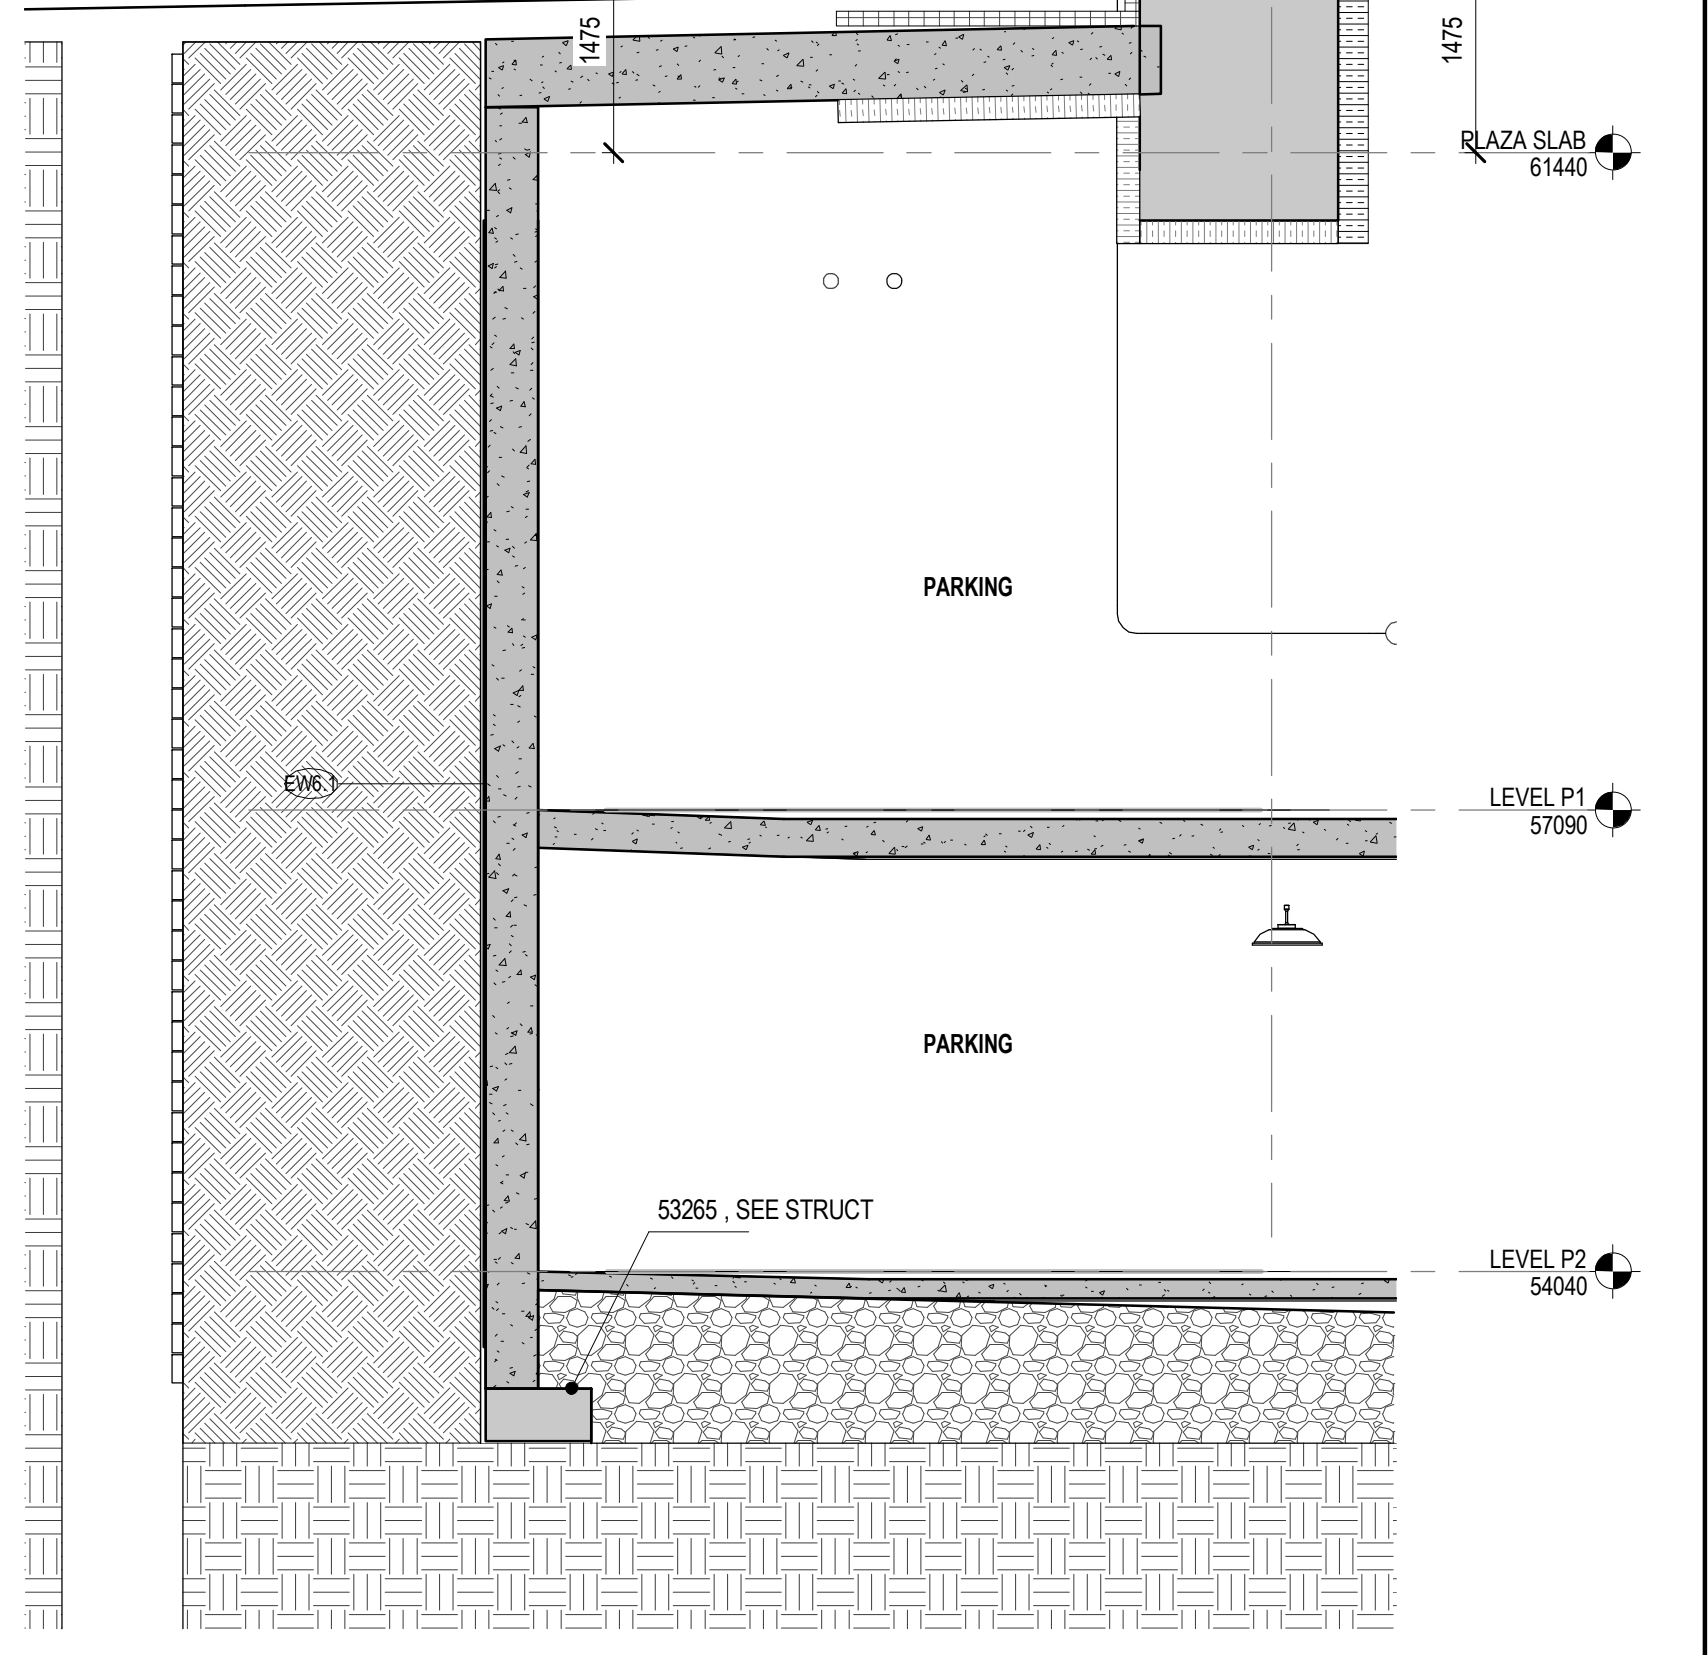 1475
1475
PLAZA SLAB
61440
PARKING
EW6.1
LEVEL P1
57090
PARKING
53265 , SEE STRUCT
LEVEL P2
54040